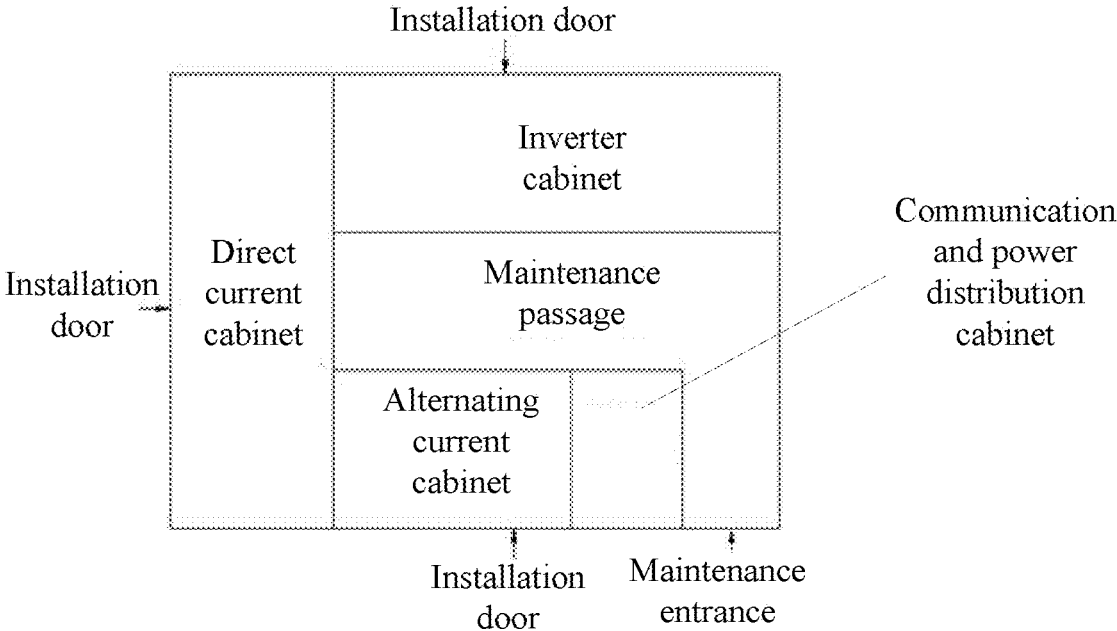 Installation door
Inverter
cabinet
Communication
and power
distribution
cabinet
Direct
current
cabinet
Installation
door
Maintenance
passage
Alternating
current
cabinet
Installation
door
Maintenance
entrance